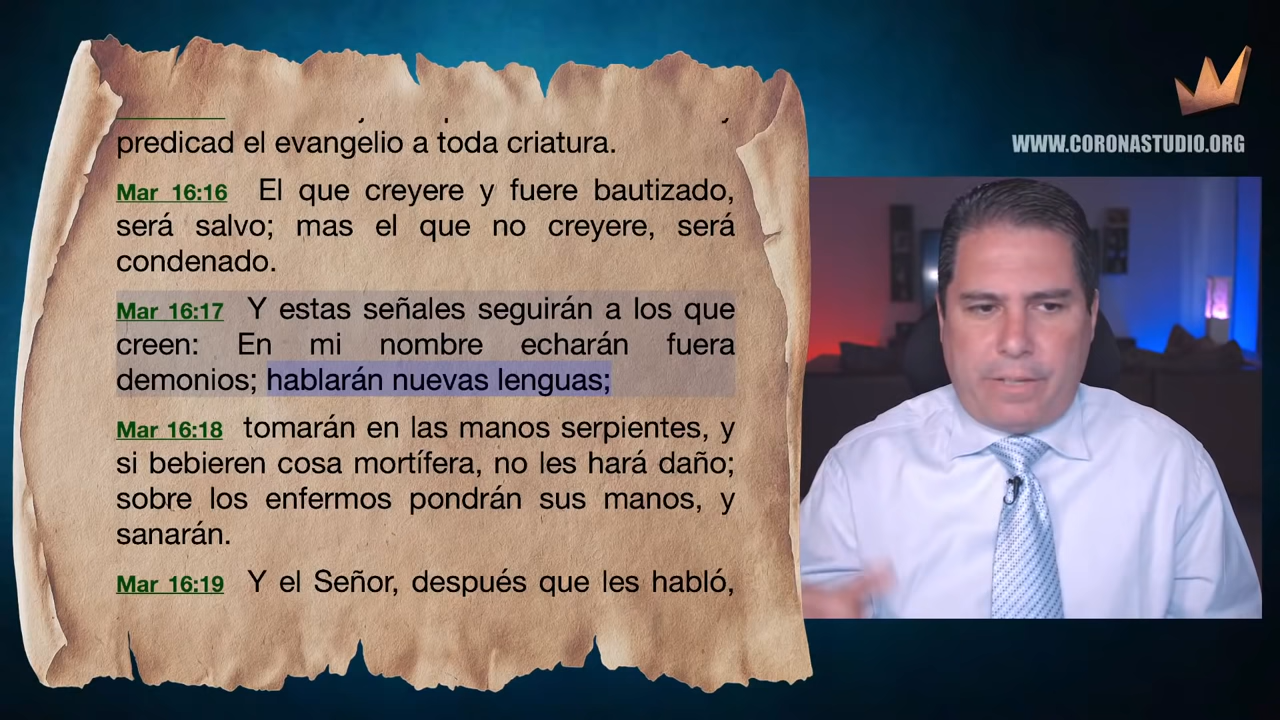 predicad el evangelio a toda criatura.
Mar 16:16 El que creyere y fuere bautizado,
será salvo; mas el que no creyere, será
condenado.
Mar 16:17 Y estas señales seguirán a los que
creen: En mi nombre echarán fuera
demonios; hablarán nuevas lenguas;
Mar 16:18 tomarán en las manos serpientes, y
si bebieren cosa mortífera, no les hará daño;
sobre los enfermos pondrán sus manos, y
sanarán.
Mar 16:19 Y el Señor, después que les habló,
WWW.CORONASTUDIO.ORG